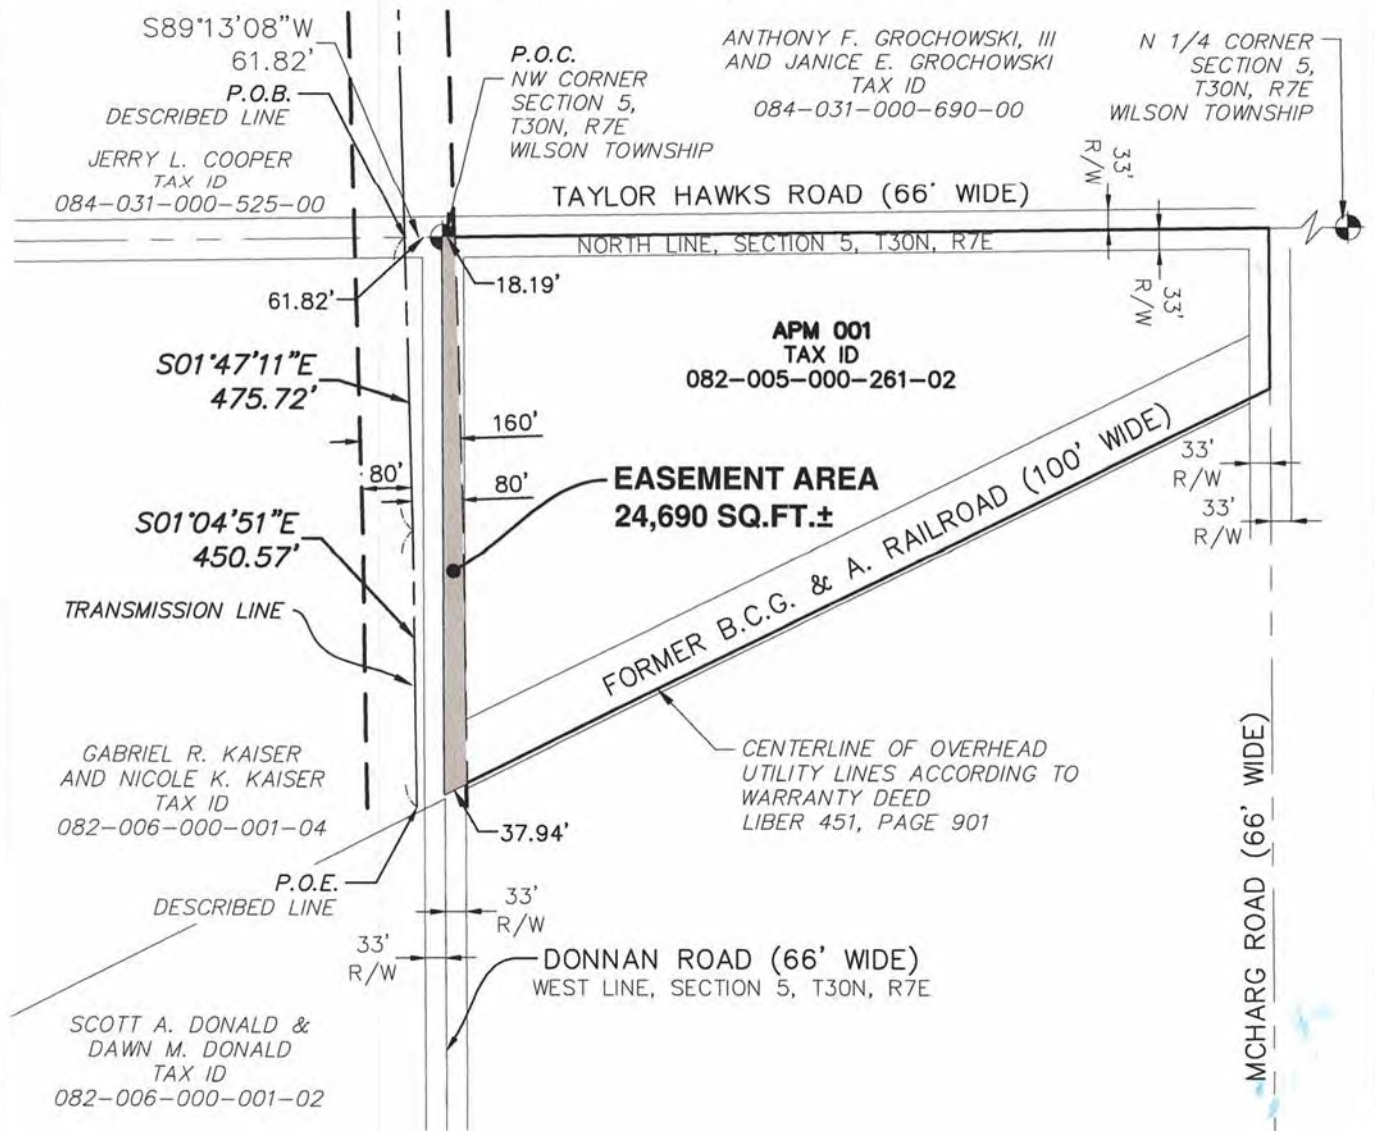 S89°13'08"W
61.82'
P.O.B.
DESCRIBED LINE
JERRY L. COOPER
TAX ID
084-031-000-525-00
P.O.C.
NW CORNER
SECTION 5,
T30N, R7E
WILSON TOWNSHIP
ANTHONY F. GROCHOWSKI, III
AND JANICE E. GROCHOWSKI
TAX ID
084-031-000-690-00
N 1/4 CORNER
SECTION 5,
T30N, R7E
WILSON TOWNSHIP
33'
R/W
TAYLOR HAWKS ROAD (66' WIDE)
NORTH LINE, SECTION 5, T30N, R7E
61.82'
18.19'
33'
R/W
APM 001
TAX ID
082-005-000-261-02
S01°47'11"E
475.72'
160'
80'
80'
EASEMENT AREA
24,690 SQ.FT.±
S01°04'51"E
450.57'
TRANSMISSION LINE
FORMER B.C.G. & A. RAILROAD (100' WIDE)
33'
R/W
33'
R/W
GABRIEL R. KAISER
AND NICOLE K. KAISER
TAX ID
082-006-000-001-04
CENTERLINE OF OVERHEAD
UTILITY LINES ACCORDING TO
WARRANTY DEED
LIBER 451, PAGE 901
37.94'
P.O.E.
DESCRIBED LINE
33'
R/W
33'
R/W
DONNAN ROAD (66' WIDE)
WEST LINE, SECTION 5, T30N, R7E
MCHARG ROAD (66' WIDE)
SCOTT A. DONALD &
DAWN M. DONALD
TAX ID
082-006-000-001-02